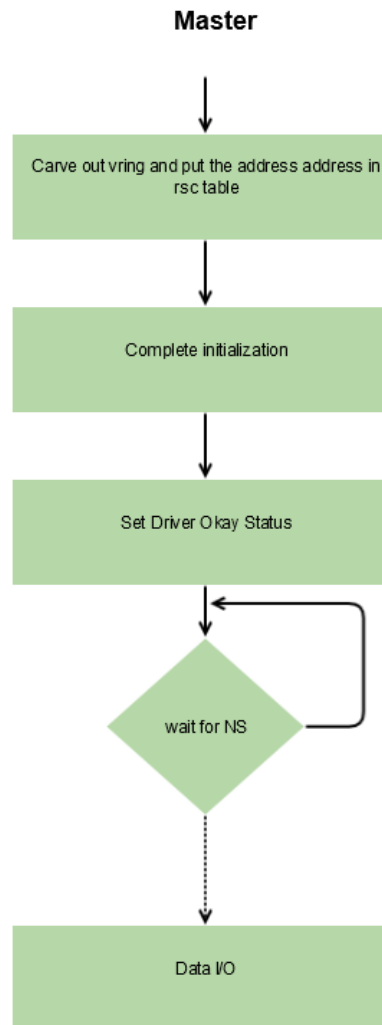 Master
Carve out vring and put the address address in
rsc table
Complete initialization
Set Driver Okay Status
wait for NS
Data I/O